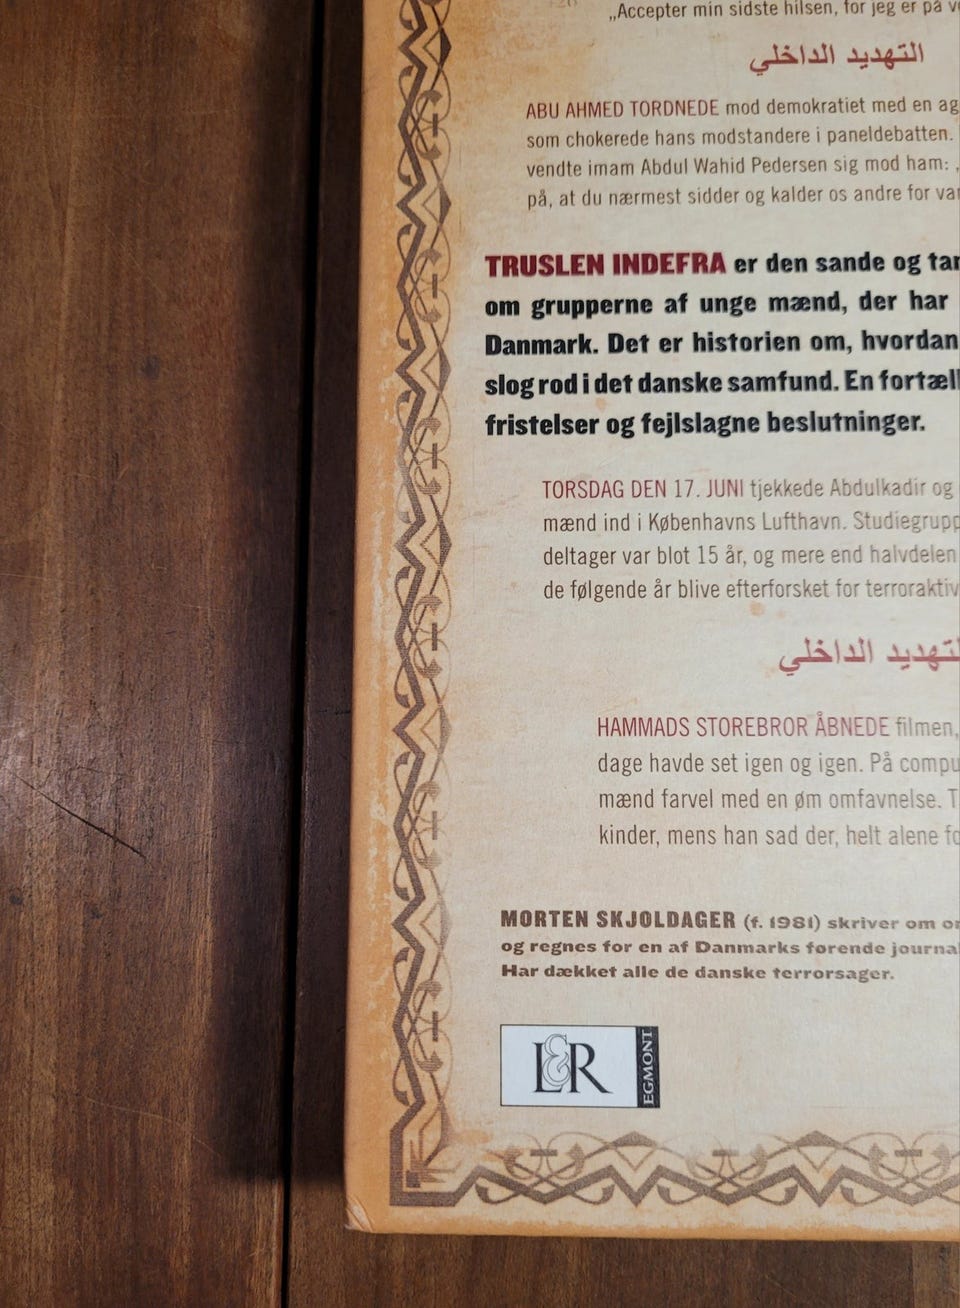 „Accepter min sidste hilsen, for jeg er på
التهديد الداخلي
ABU AHMED TORDNEDE mod demokratiet med en
som chokerede hans modstandere i paneldebatten.
vendte imam Abdul Wahid Pedersen sig mod ham:
på, at du nærmest sidder og kalder os andre for
TRUSLEN INDEFRA er den sande og
om grupperne af unge mænd, der har
Danmark. Det er historien om, hvordan
slog rod i det danske samfund. En
fristelser og fejlslagne beslutninger.
TORSDAG DEN 17. JUNI tjekkede Abdulkadir og
mænd ind i Københavns Lufthavn.
deltager var blot 15 år, og mere end halvdelen
de følgende år blive efterforsket for
التهديد الداخلي
HAMMADS STOREBROR ÅBNEDE filmen,
dage havde set igen og igen. På
mænd farvel med en øm omfavnelse.
kinder, mens han sad der, helt alene
MORTEN SKJOLDAGER (f. 1981) skriver om
og regnes for en af Danmarks førende
Har dækket alle de danske terrorsager.
L&R EGMONT